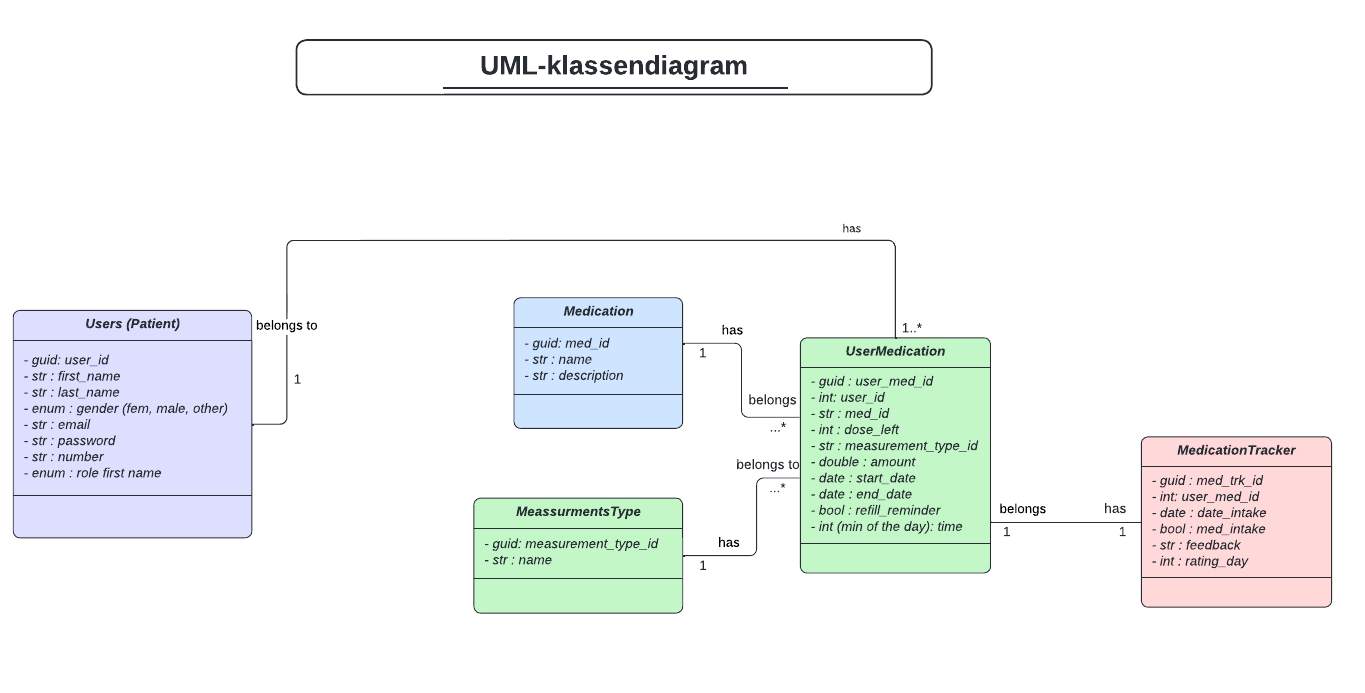 UML-klassendiagram
has
belongs to
1
1..*
Users (Patient)
- guid: user_id
- str : first_name
- str : last_name
- enum : gender (fem, male, other)
- str : email
- str : password
- str : number
- enum : role first name
Medication
- guid: med_id
- str : name
- str : description
has
1
belongs
...*
MeassurmentsType
- guid: measurement_type_id
- str : name
has
1
belongs to
...*
UserMedication
- guid : user_med_id
- int: user_id
- str : med_id
- int : dose_left
- str : measurement_type_id
- double : amount
- date : start_date
- date : end_date
- bool : refill_reminder
- int (min of the day): time
belongs
1
has
1
MedicationTracker
- guid : med_trk_id
- int: user_med_id
- date : date_intake
- bool : med_intake
- str : feedback
- int : rating_day